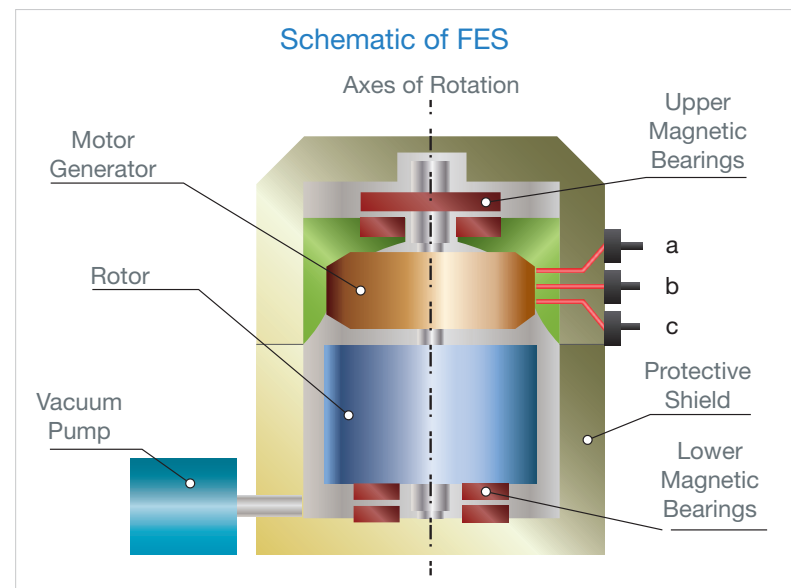 Schematic of FES
Axes of Rotation
Upper
Magnetic
Bearings
Motor
Generator
a
Rotor
b
c
Protective
Shield
Vacuum
Pump
Lower
Magnetic
Bearings